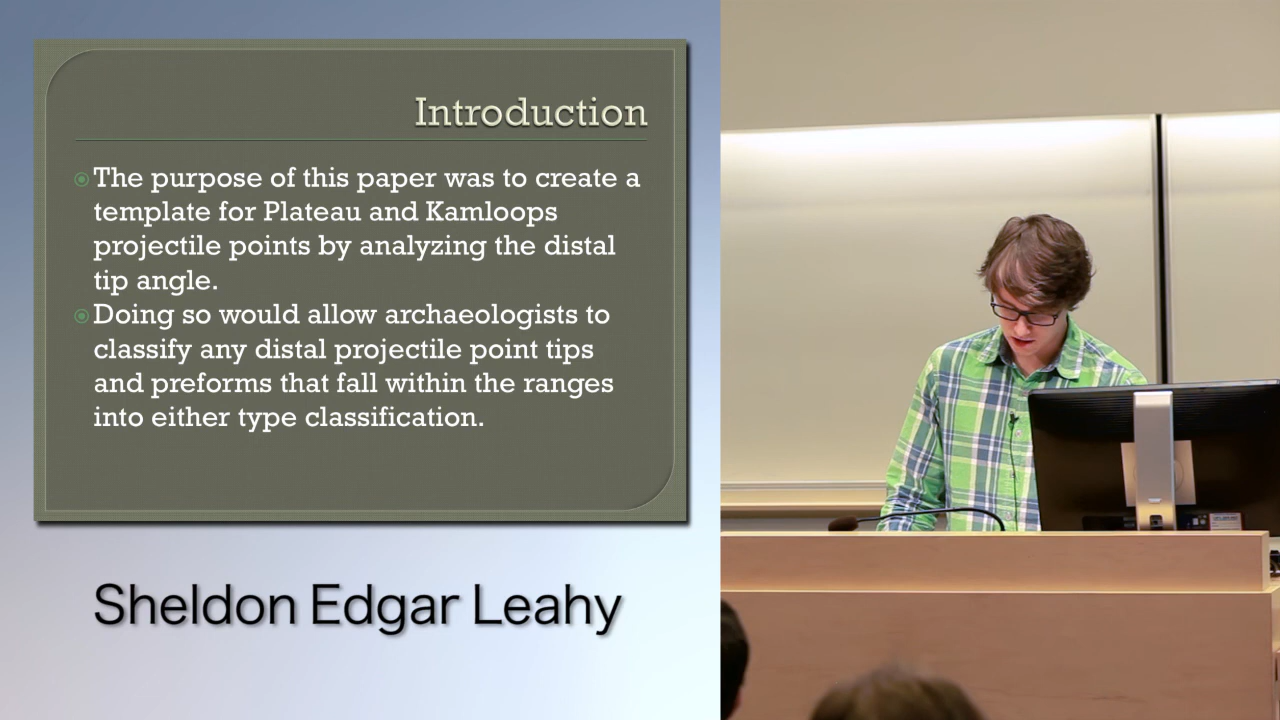 Introduction
The purpose of this paper was to create a
template for Plateau and Kamloops
projectile points by analyzing the distal
tip angle.
Doing so would allow archaeologists to
classify any distal projectile point tips
and preforms that fall within the ranges
into either type classification.
Sheldon Edgar Leahy